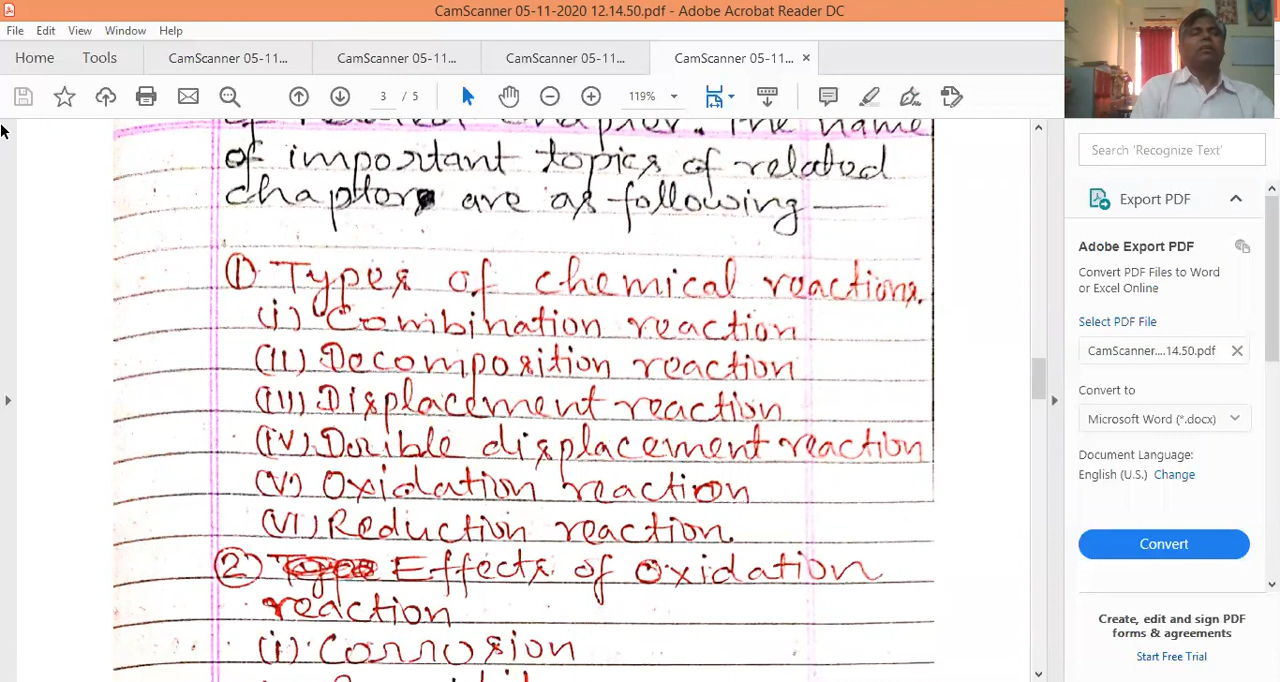 CamScanner 05-11-2020 12.14.50.pdf - Adobe Acrobat Reader DC
File Edit View Window Help
Home Tools CamScanner 05-11... CamScanner 05-11... CamScanner 05-11... CamScanner 05-11... ×
3 / 5 119%
chapter. The name
of important topics of related
chapters are as following
① Types of chemical reactions.
(i) Combination reaction
(II) Decomposition reaction
(III) Displacement reaction
(IV) Double displacement reaction
(V) Oxidation reaction
(VI) Reduction reaction.
② Effects of Oxidation
reaction
(i). Corrosion
Search 'Recognize Text'
Export PDF
Adobe Export PDF
Convert PDF Files to Word
or Excel Online
Select PDF File
CamScanner....14.50.pdf
Convert to
Microsoft Word (*.docx)
Document Language:
English (U.S.) Change
Convert
Create, edit and sign PDF
forms & agreements
Start Free Trial